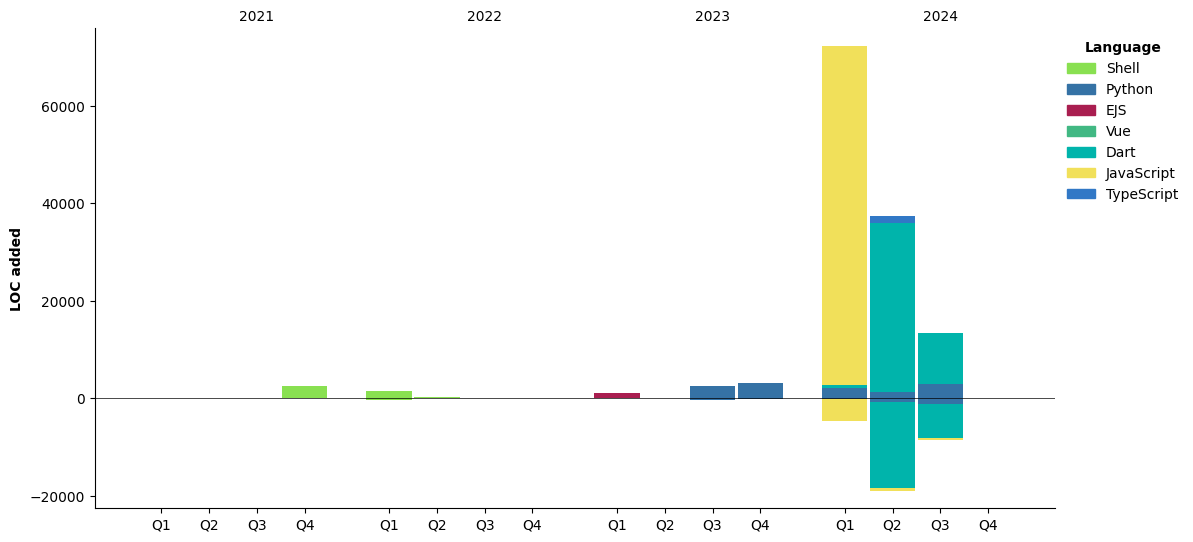 2021 2022 2023 2024
Language
Shell
Python
EJS
Vue
Dart
JavaScript
TypeScript
LOC added
60000
40000
20000
0
−20000
Q1 Q2 Q3 Q4 Q1 Q2 Q3 Q4 Q1 Q2 Q3 Q4 Q1 Q2 Q3 Q4